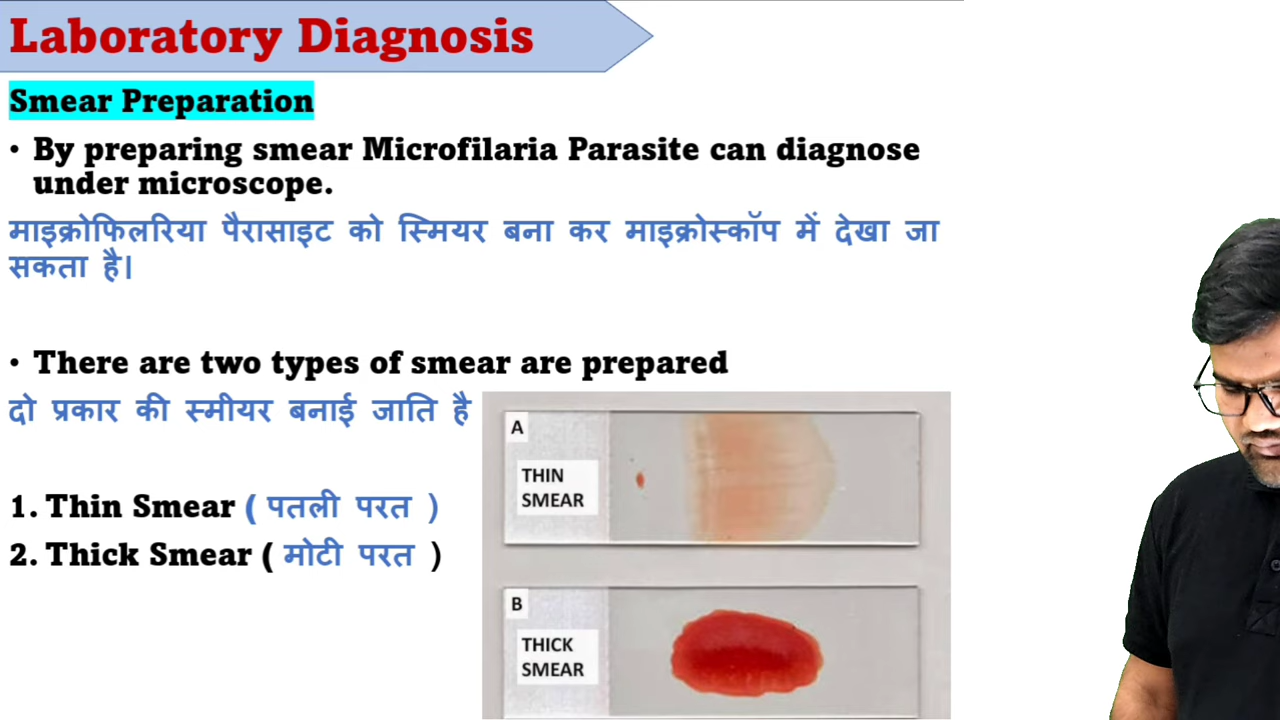 Laboratory Diagnosis
Smear Preparation
• By preparing smear Microfilaria Parasite can diagnose
under microscope.
माइक्रोफिलरिया पैरासाइट को स्मियर बना कर माइक्रोस्कॉप में देखा जा
सकता है।
• There are two types of smear are prepared
दो प्रकार की स्मीयर बनाई जाति है
1. Thin Smear ( पतली परत )
2. Thick Smear ( मोटी परत )
A
THIN
SMEAR
B
THICK
SMEAR